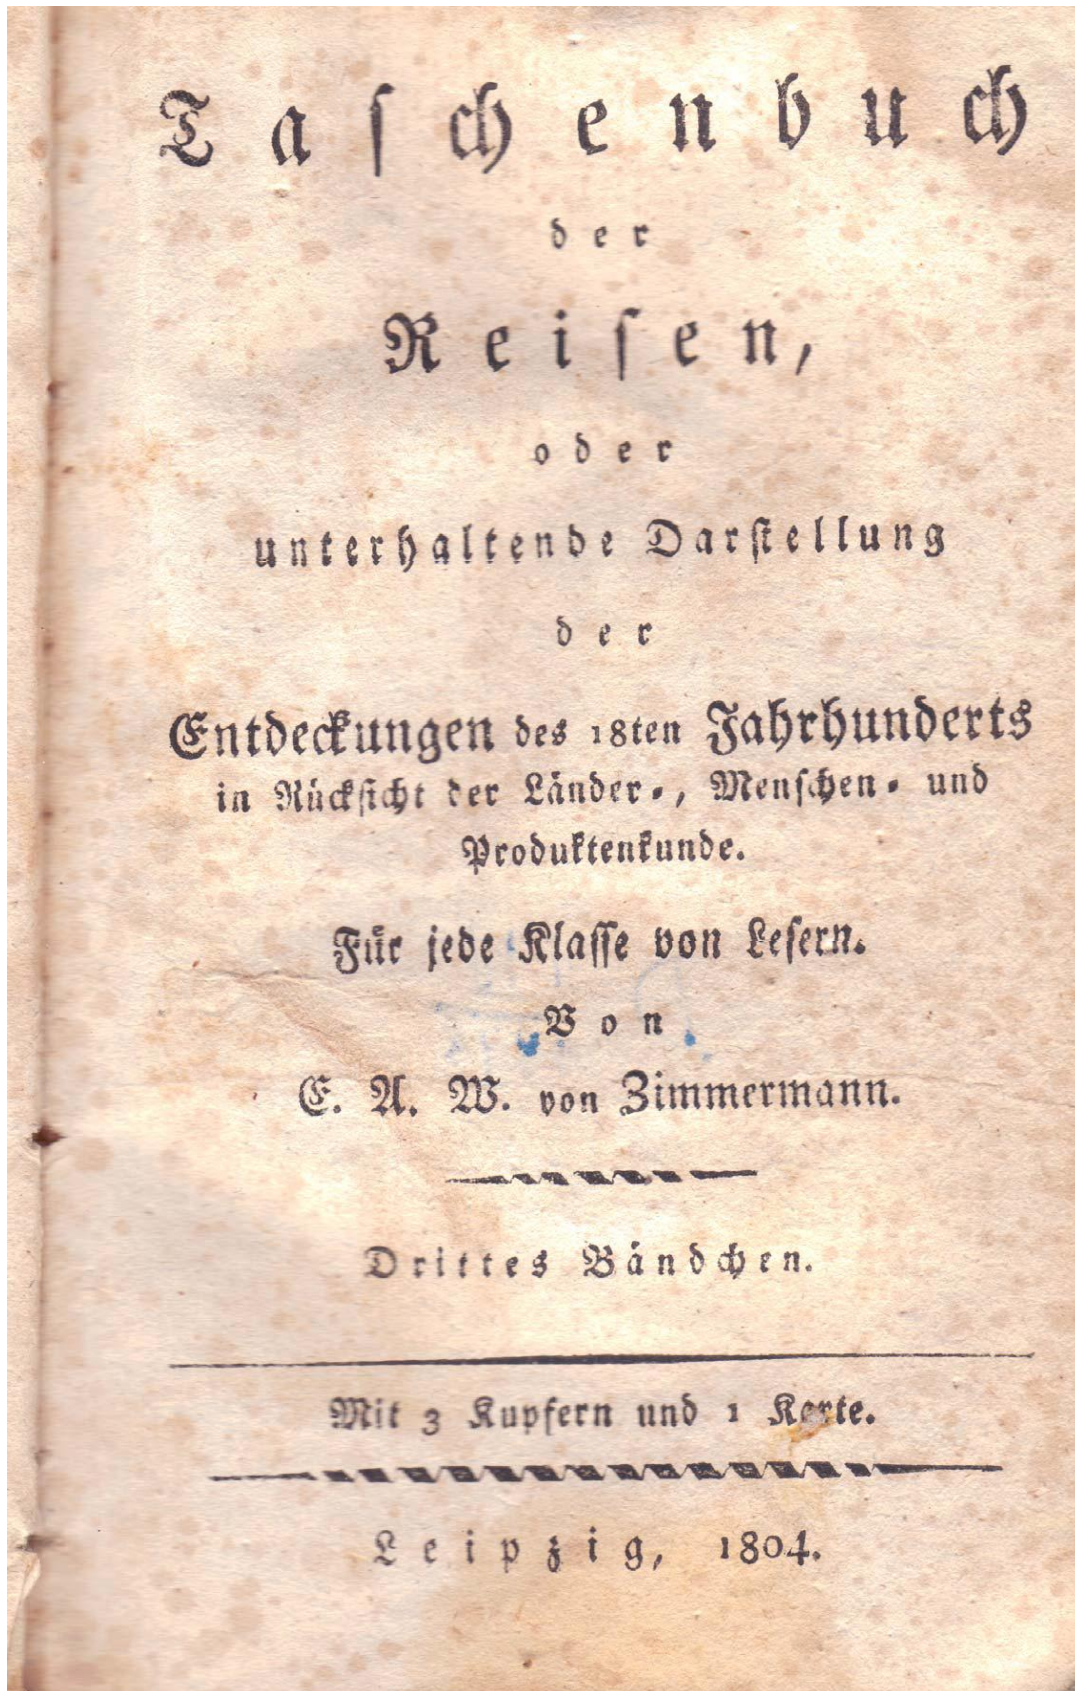 Taſchenbuch
der
Reiſen,
oder
unterhaltende Darſtellung
der
Entdeckungen des 18ten Jahrhunderts
in Rückſicht der Länder-, Menſchen- und
Produktenkunde.
Für jede Klaſſe von Leſern.
Von
E. A. W. von Zimmermann.
Drittes Bändchen.
Mit 3 Kupfern und 1 Karte.
Leipzig, 1804.